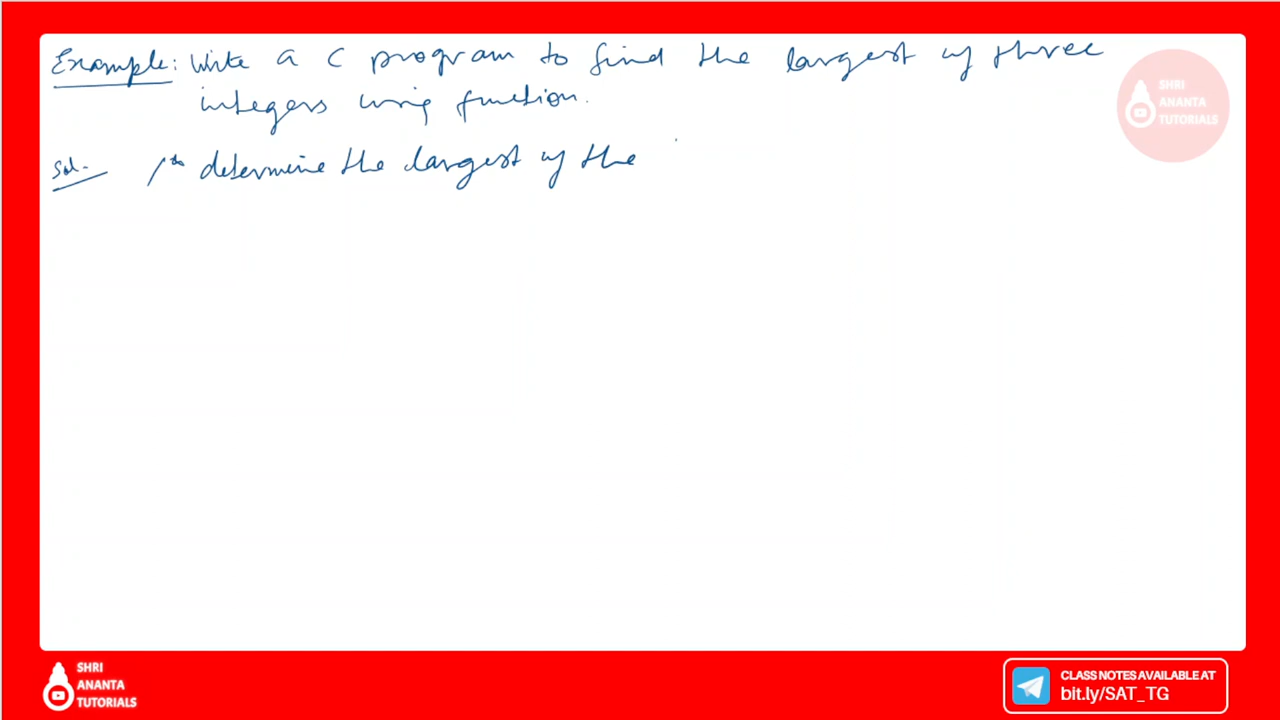 Example: Write a C program to find the largest of three
integers using function.
Sol. /* determine the largest of the
SHRI
ANANTA
TUTORIALS
SHRI
ANANTA
TUTORIALS
CLASS NOTES AVAILABLE AT
bit.ly/SAT_TG